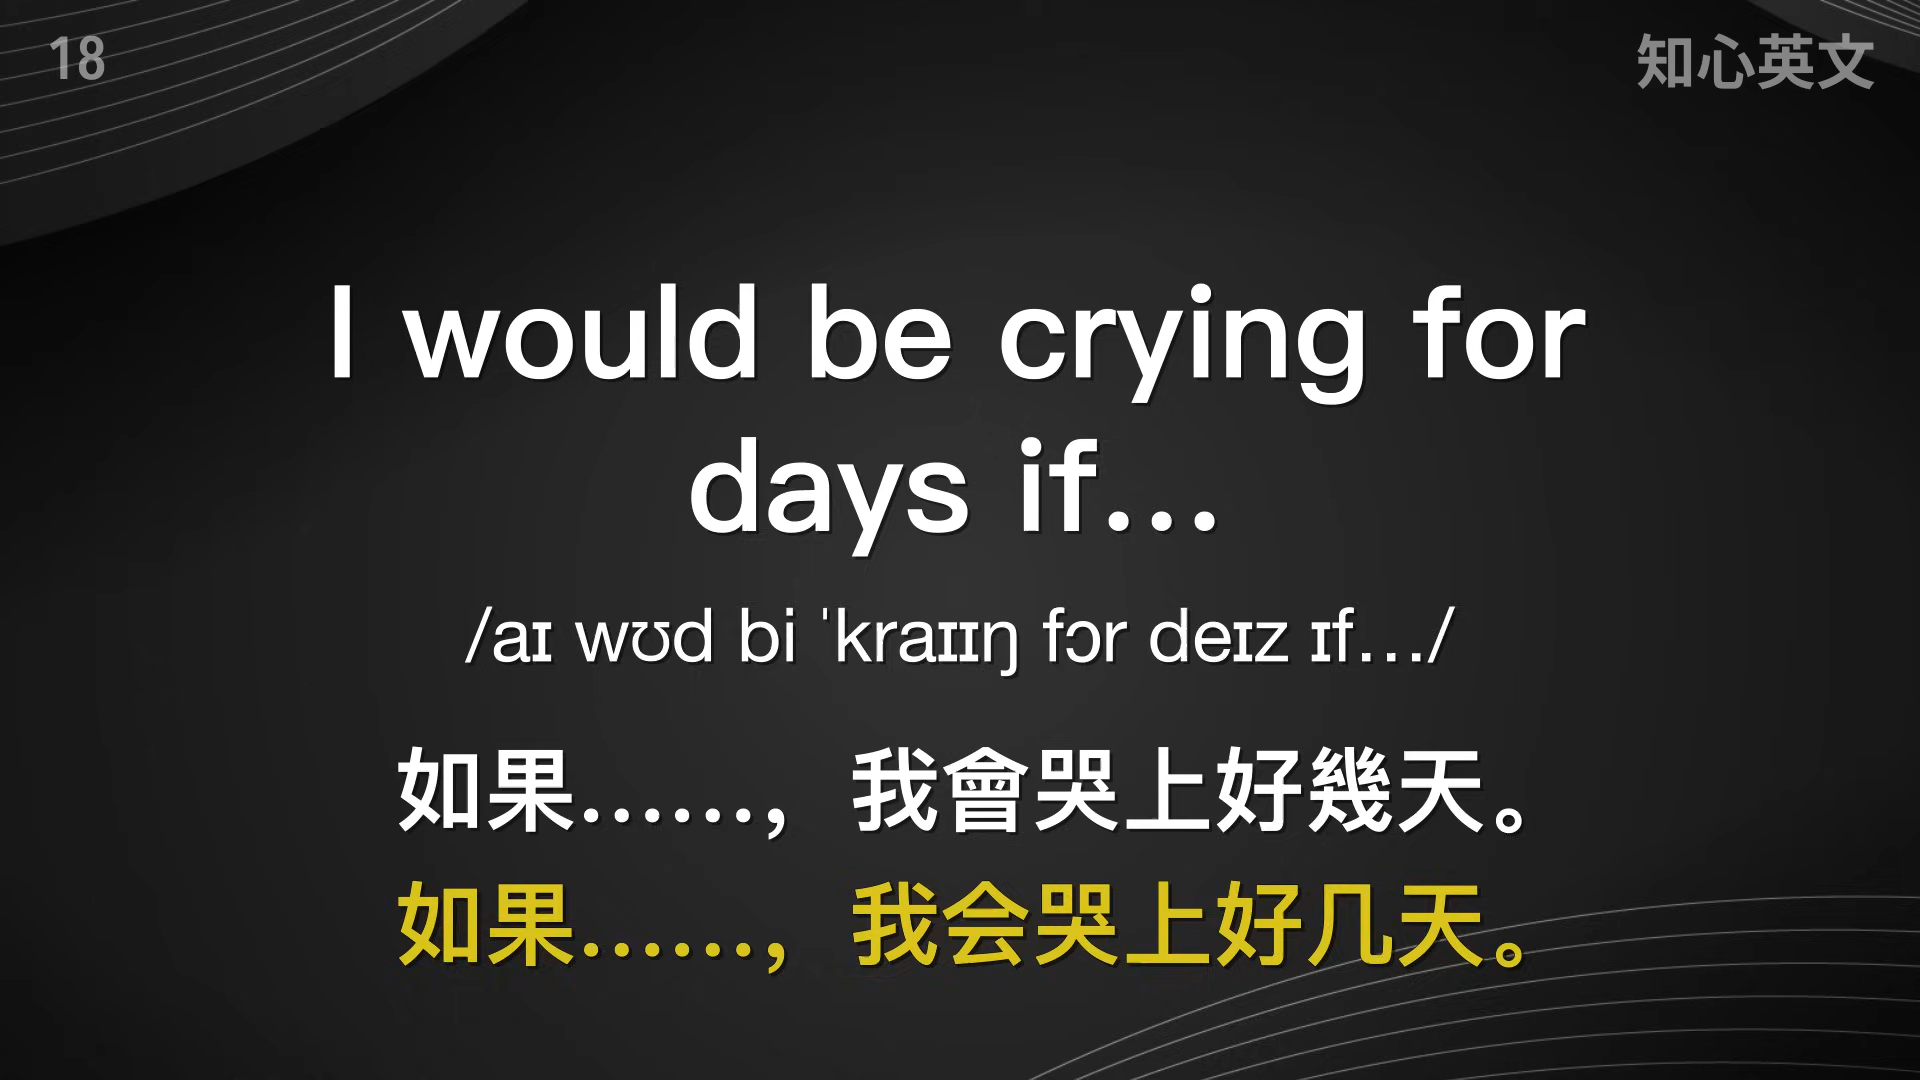 18
知心英文
I would be crying for
days if...
/aɪ wʊd bi ˈkraɪɪŋ fɔr deɪz ɪf.../
如果......，我會哭上好幾天。
如果......，我会哭上好几天。